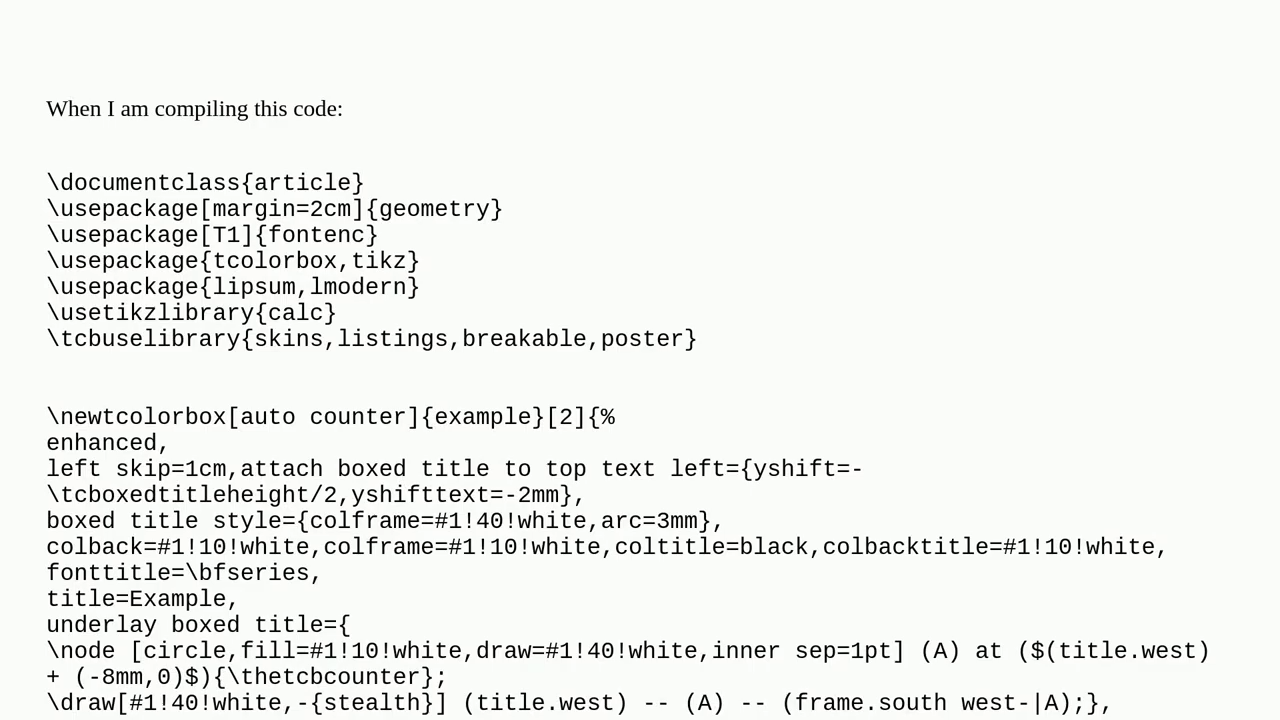 When I am compiling this code:
\documentclass{article}
\usepackage[margin=2cm]{geometry}
\usepackage[T1]{fontenc}
\usepackage{tcolorbox,tikz}
\usepackage{lipsum,lmodern}
\usetikzlibrary{calc}
\tcbuselibrary{skins,listings,breakable,poster}
\newtcolorbox[auto counter]{example}[2]{%
enhanced,
left skip=1cm,attach boxed title to top text left={yshift=-
\tcboxedtitleheight/2,yshifttext=-2mm},
boxed title style={colframe=#1!40!white,arc=3mm},
colback=#1!10!white,colframe=#1!10!white,coltitle=black,colbacktitle=#1!10!white,
fonttitle=\bfseries,
title=Example,
underlay boxed title={
\node [circle,fill=#1!10!white,draw=#1!40!white,inner sep=1pt] (A) at ($(title.west)
+ (-8mm,0)$){\thetcbcounter};
\draw[#1!40!white,-{stealth}] (title.west) -- (A) -- (frame.south west-|A);},